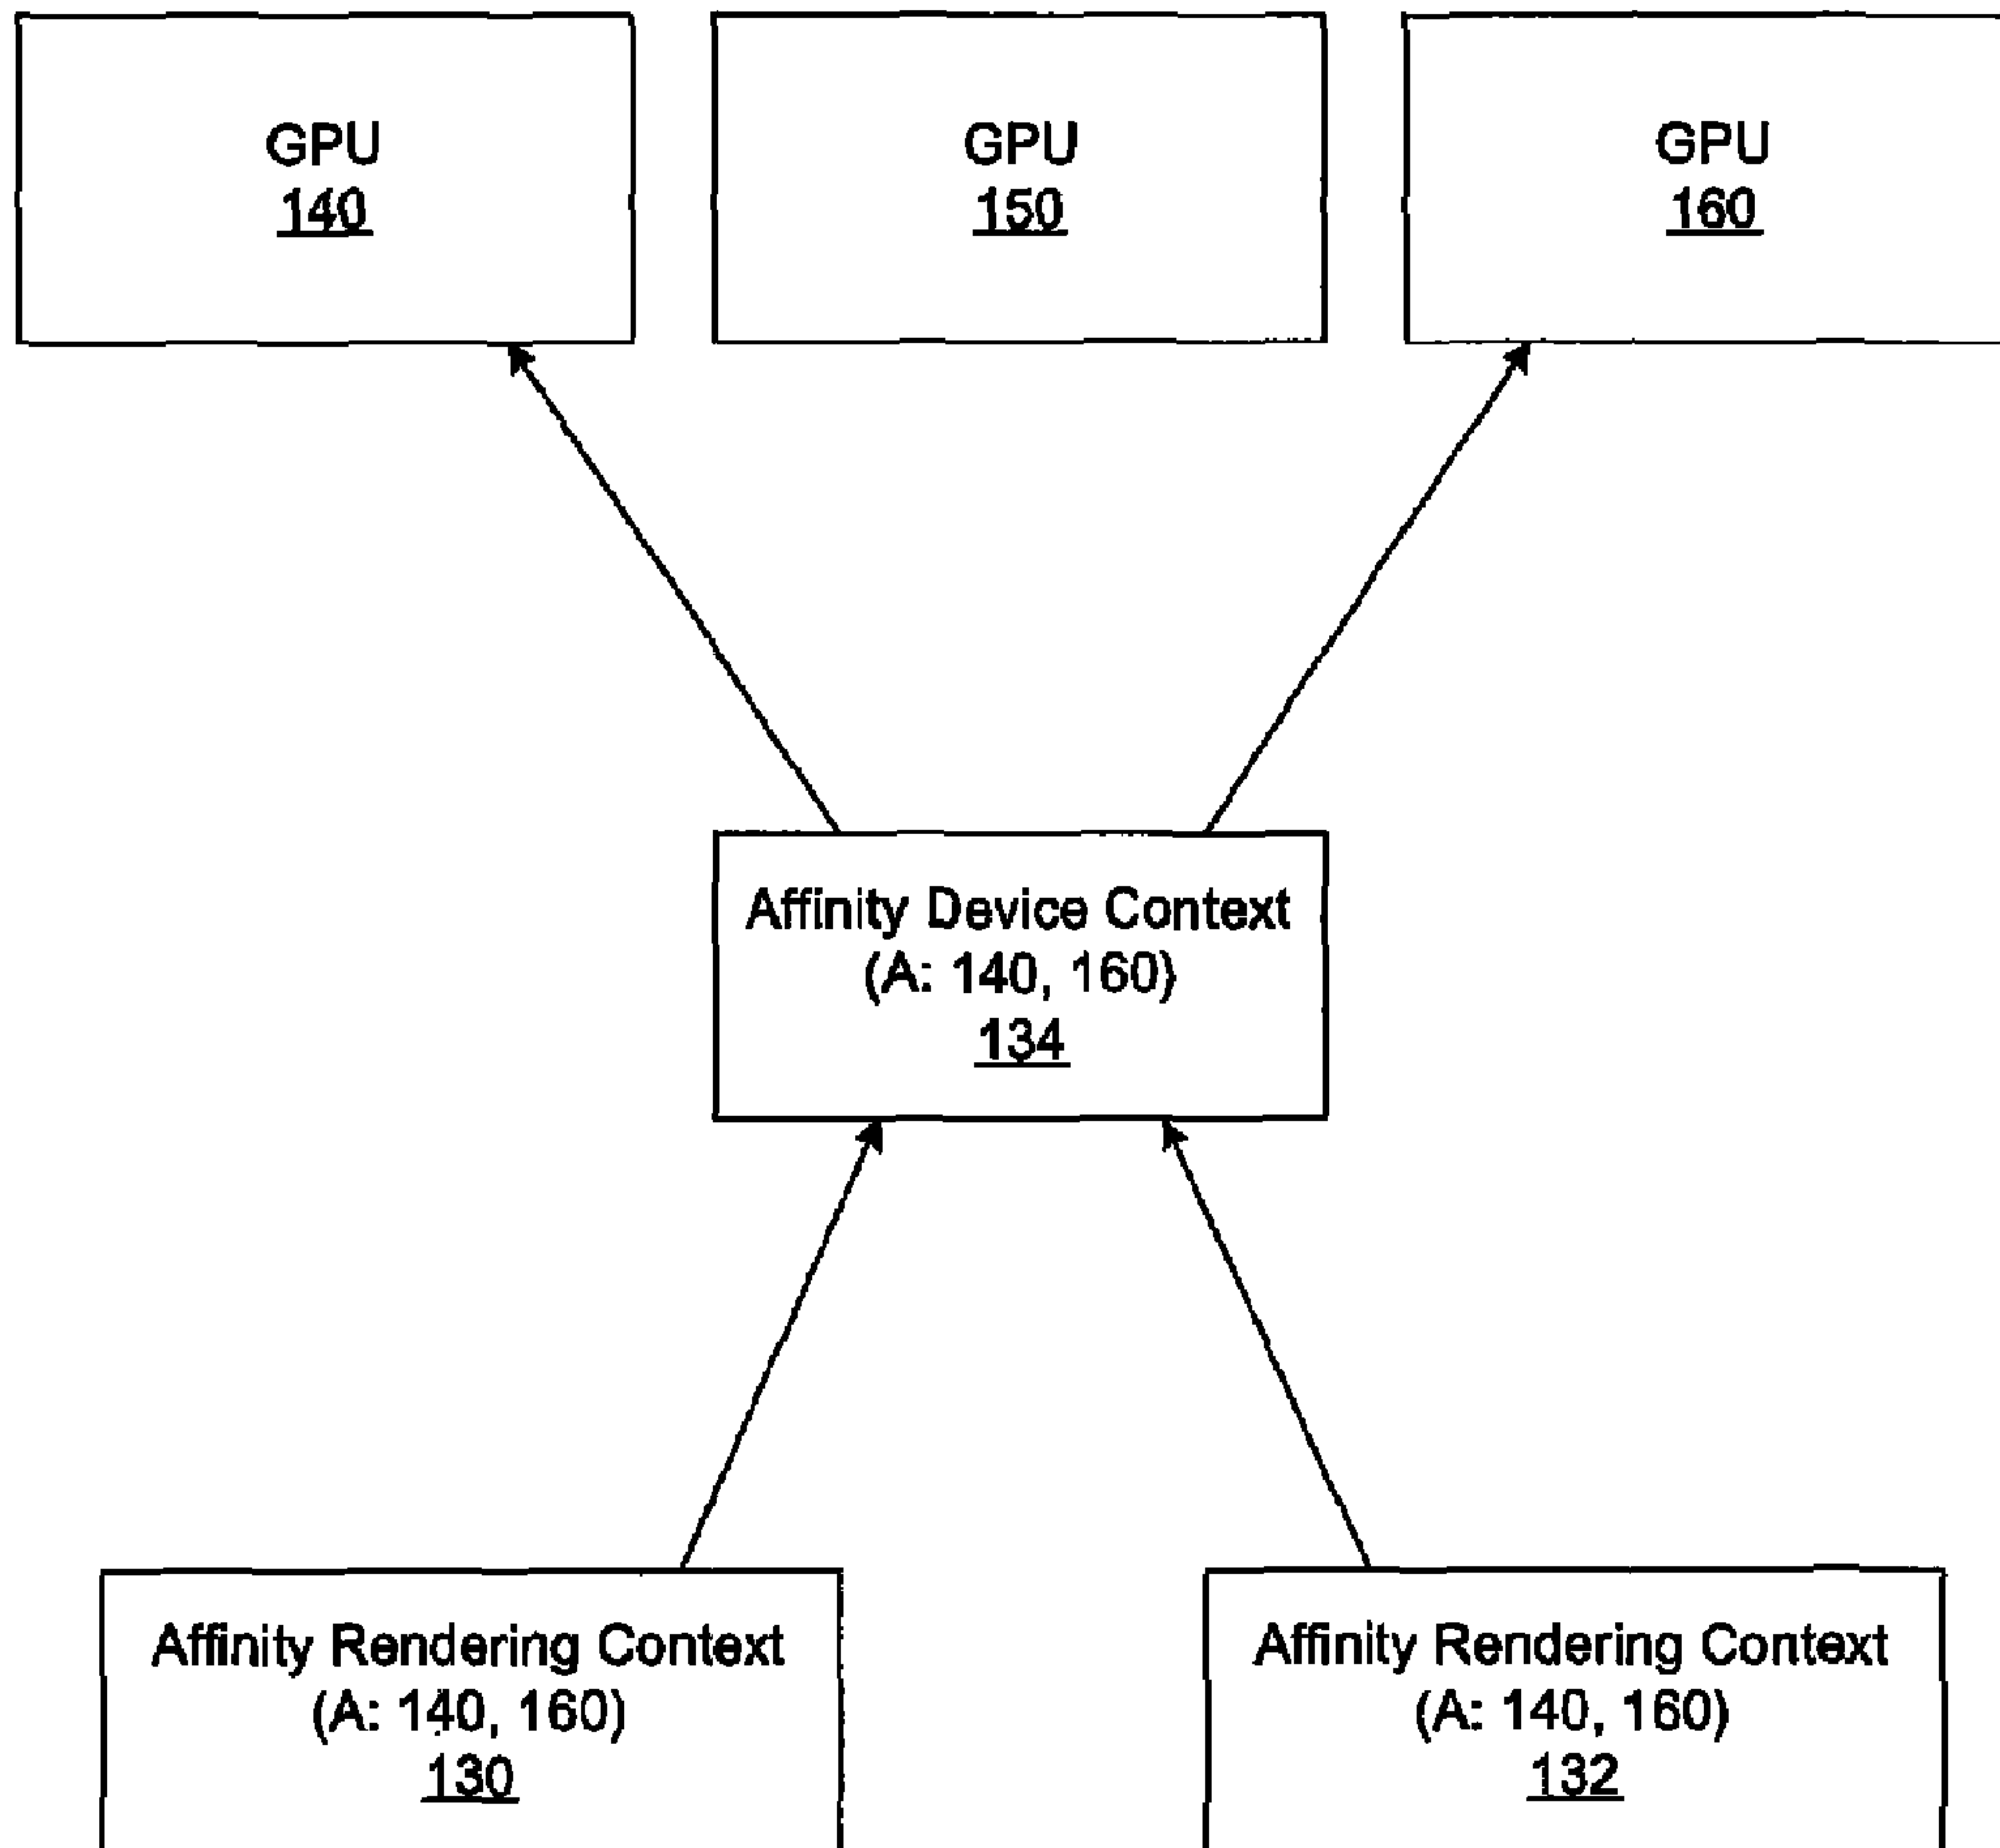 GPU
140
GPU
150
GPU
160
Affinity Device Context
(A: 140, 160)
134
Affinity Rendering Context
(A: 140, 160)
130
Affinity Rendering Context
(A: 140, 160)
132